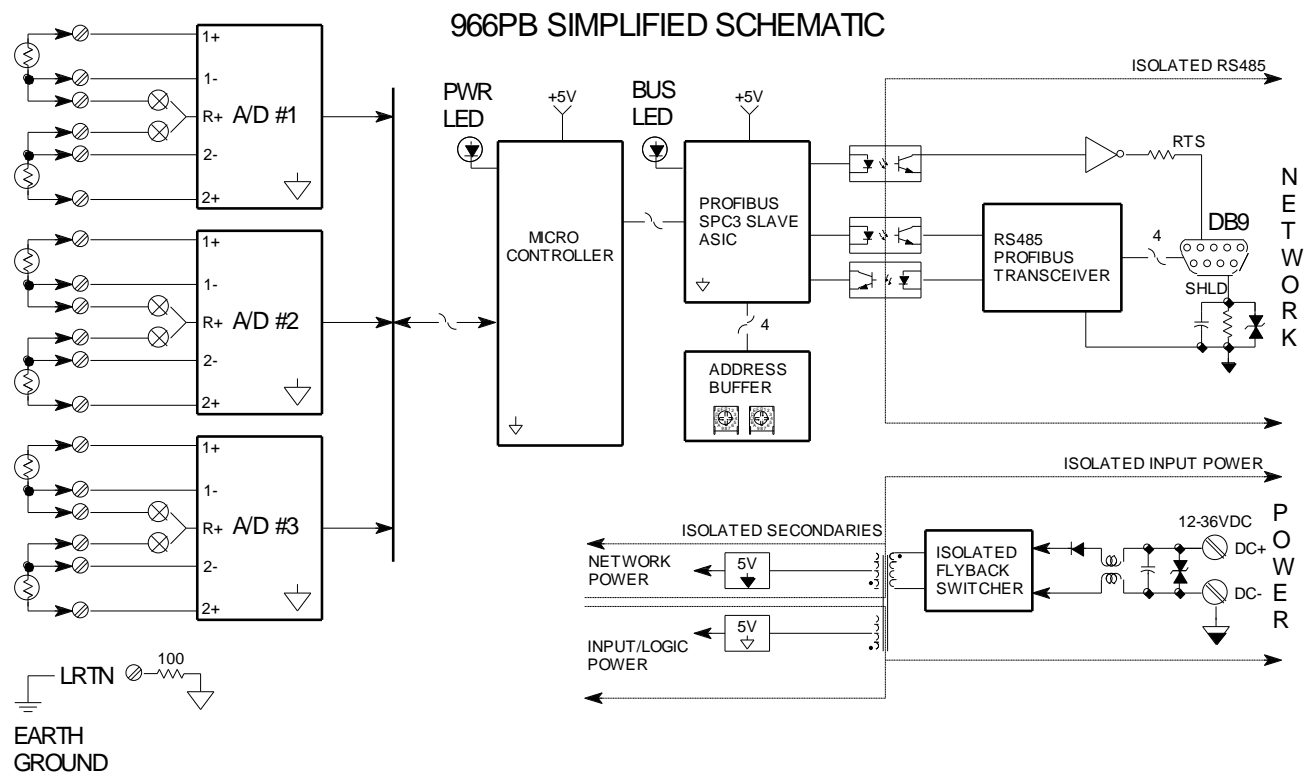 966PB SIMPLIFIED SCHEMATIC
1+
1-
R+
A/D #1
2-
2+
1+
1-
R+
A/D #2
2-
2+
1+
1-
R+
A/D #3
2-
2+
LRTN
100
EARTH
GROUND
PWR
LED
+5V
MICRO
CONTROLLER
BUS
LED
+5V
PROFIBUS
SPC3 SLAVE
ASIC
4
ADDRESS
BUFFER
ISOLATED RS485
RTS
RS485
PROFIBUS
TRANSCEIVER
4
DB9
SHLD
NETWORK
ISOLATED INPUT POWER
ISOLATED SECONDARIES
NETWORK
POWER
5V
INPUT/LOGIC
POWER
5V
ISOLATED
FLYBACK
SWITCHER
12-36VDC
DC+
DC-
POWER